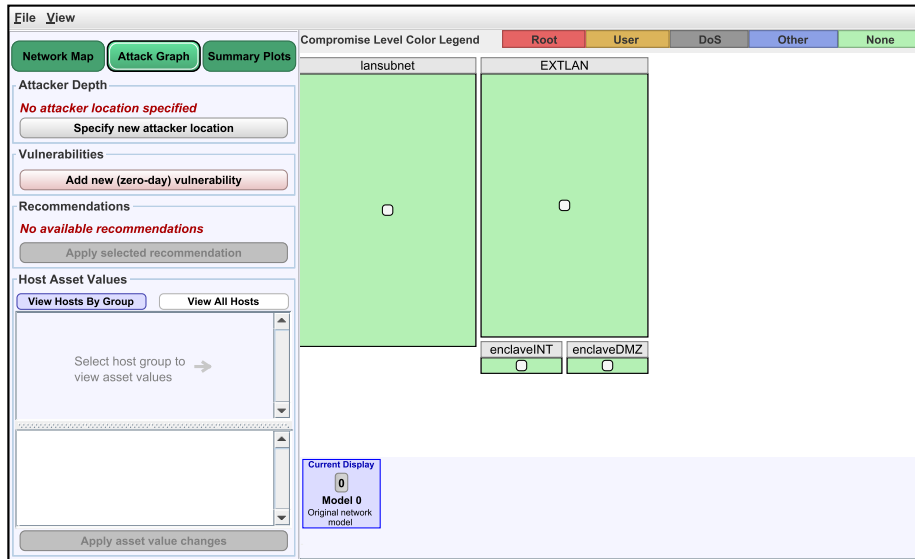 File View
Compromise Level Color Legend Root User DoS Other None
Network Map Attack Graph Summary Plots
Attacker Depth
No attacker location specified
Specify new attacker location
Vulnerabilities
Add new (zero-day) vulnerability
Recommendations
No available recommendations
Apply selected recommendation
Host Asset Values
View Hosts By Group View All Hosts
Select host group to
view asset values
Apply asset value changes
lansubnet EXTLAN
enclaveINT enclaveDMZ
Current Display
0
Model 0
Original network
model